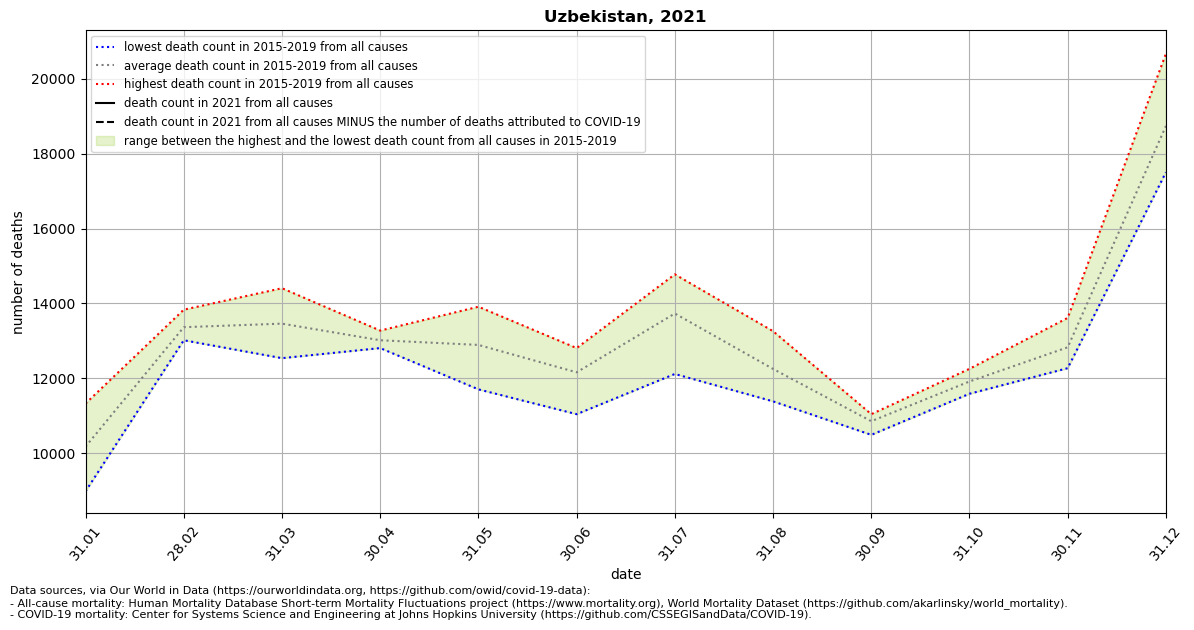 Uzbekistan, 2021
lowest death count in 2015-2019 from all causes
average death count in 2015-2019 from all causes
highest death count in 2015-2019 from all causes
death count in 2021 from all causes
death count in 2021 from all causes MINUS the number of deaths attributed to COVID-19
range between the highest and the lowest death count from all causes in 2015-2019
number of deaths
20000
18000
16000
14000
12000
10000
31.01
28.02
31.03
30.04
31.05
30.06
31.07
31.08
30.09
31.10
30.11
31.12
date
Data sources, via Our World in Data (https://ourworldindata.org, https://github.com/owid/covid-19-data):
- All-cause mortality: Human Mortality Database Short-term Mortality Fluctuations project (https://www.mortality.org), World Mortality Dataset (https://github.com/akarlinsky/world_mortality).
- COVID-19 mortality: Center for Systems Science and Engineering at Johns Hopkins University (https://github.com/CSSEGISandData/COVID-19).